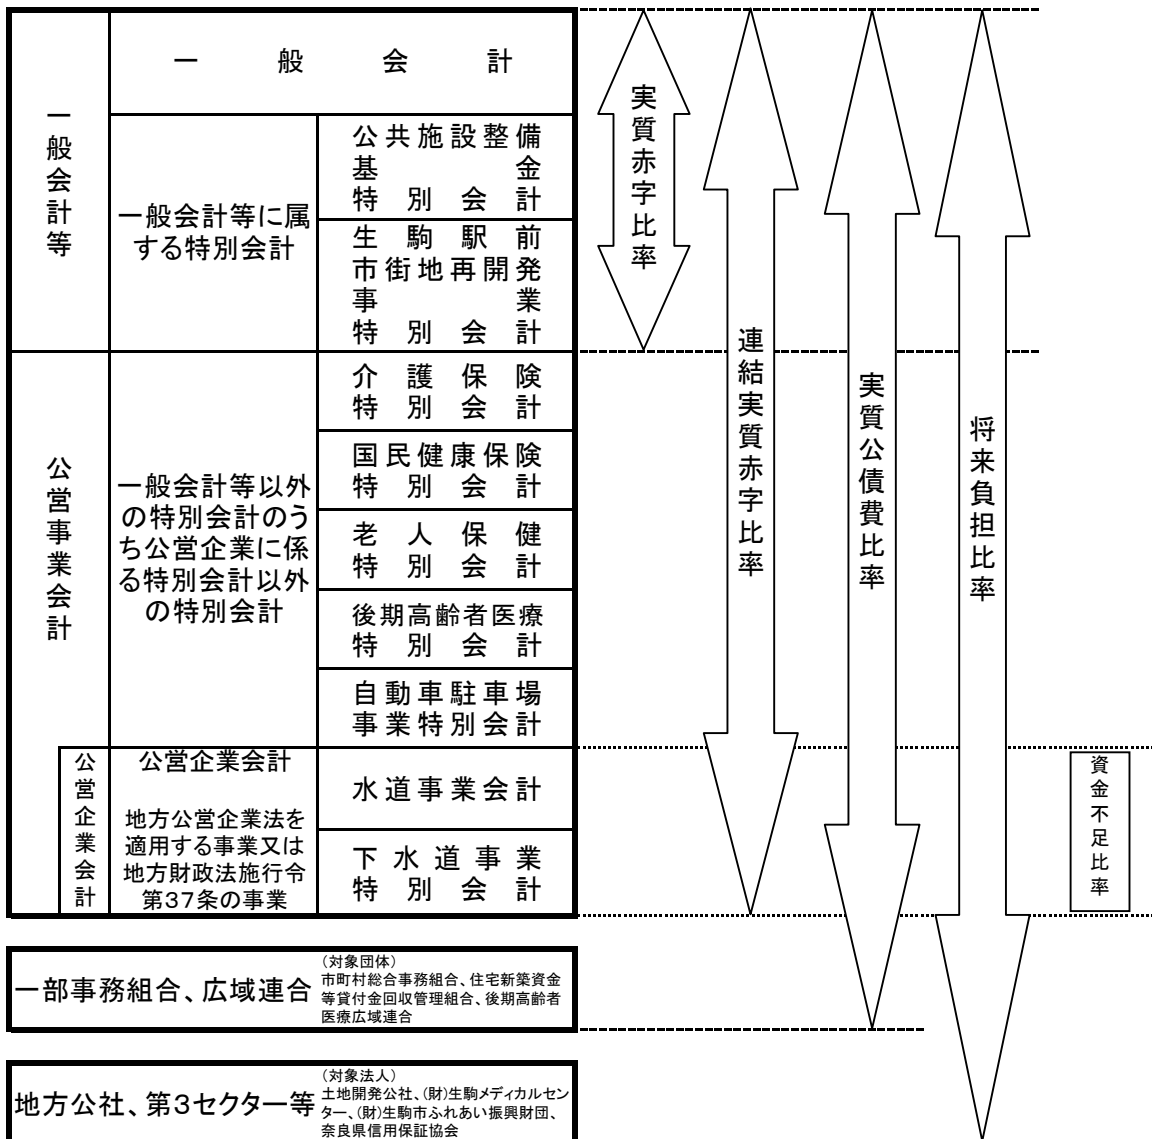 一般会計等
一般会計
一般会計等に属
する特別会計
公共施設整備
基金
特別会計
生駒駅前
市街地再開発
事業
特別会計
公営事業会計
一般会計等以外
の特別会計のう
ち公営企業に係
る特別会計以外
の特別会計
介護保険
特別会計
国民健康保険
特別会計
老人保健
特別会計
後期高齢者医療
特別会計
自動車駐車場
事業特別会計
公営企業会計
公営企業会計
地方公営企業法を
適用する事業又は
地方財政法施行令
第37条の事業
水道事業会計
下水道事業
特別会計
実質赤字比率
連結実質赤字比率
実質公債費比率
将来負担比率
資金不足比率
一部事務組合、広域連合
(対象団体)
市町村総合事務組合、住宅新築資金
等貸付金回収管理組合、後期高齢者
医療広域連合
地方公社、第3セクター等
(対象法人)
土地開発公社、(財)生駒メディカルセン
ター、(財)生駒市ふれあい振興財団、
奈良県信用保証協会